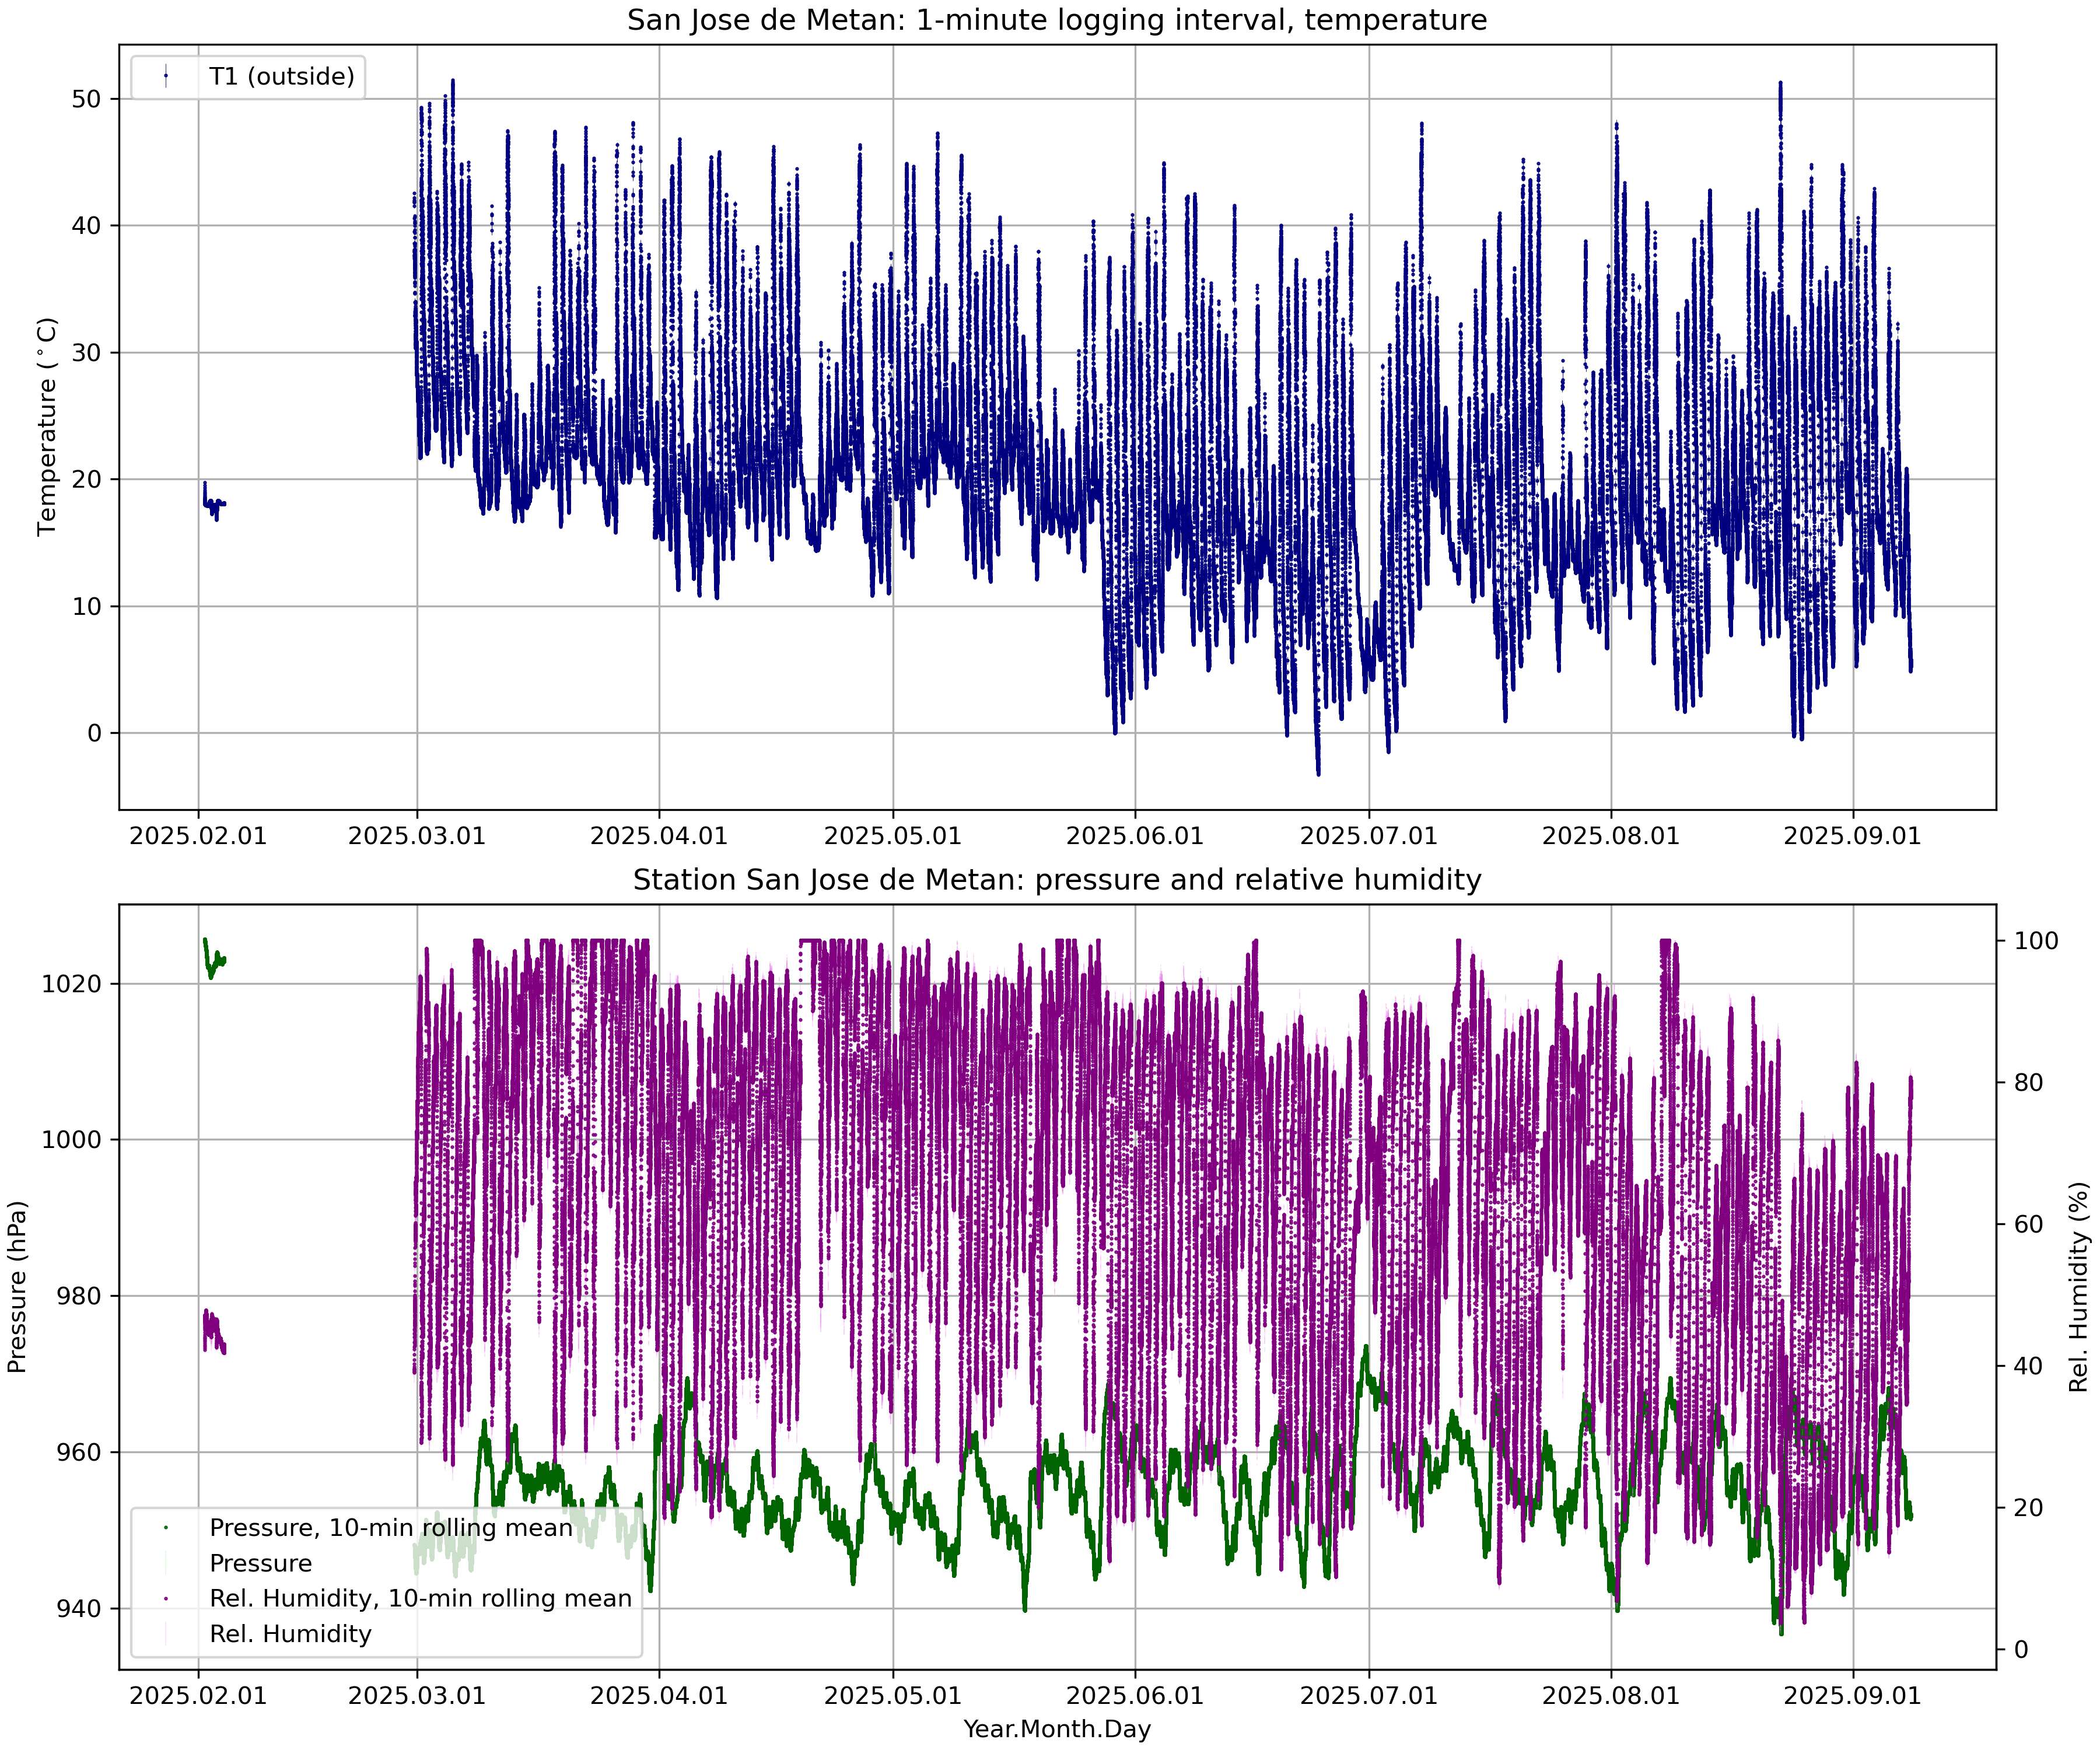 San Jose de Metan: 1-minute logging interval, temperature
T1 (outside)
Temperature (°C)
50
40
30
20
10
0
2025.02.01 2025.03.01 2025.04.01 2025.05.01 2025.06.01 2025.07.01 2025.08.01 2025.09.01
Station San Jose de Metan: pressure and relative humidity
Pressure (hPa)
1020
1000
980
960
940
Rel. Humidity (%)
100
80
60
40
20
0
Pressure, 10-min rolling mean
Pressure
Rel. Humidity, 10-min rolling mean
Rel. Humidity
2025.02.01 2025.03.01 2025.04.01 2025.05.01 2025.06.01 2025.07.01 2025.08.01 2025.09.01
Year.Month.Day